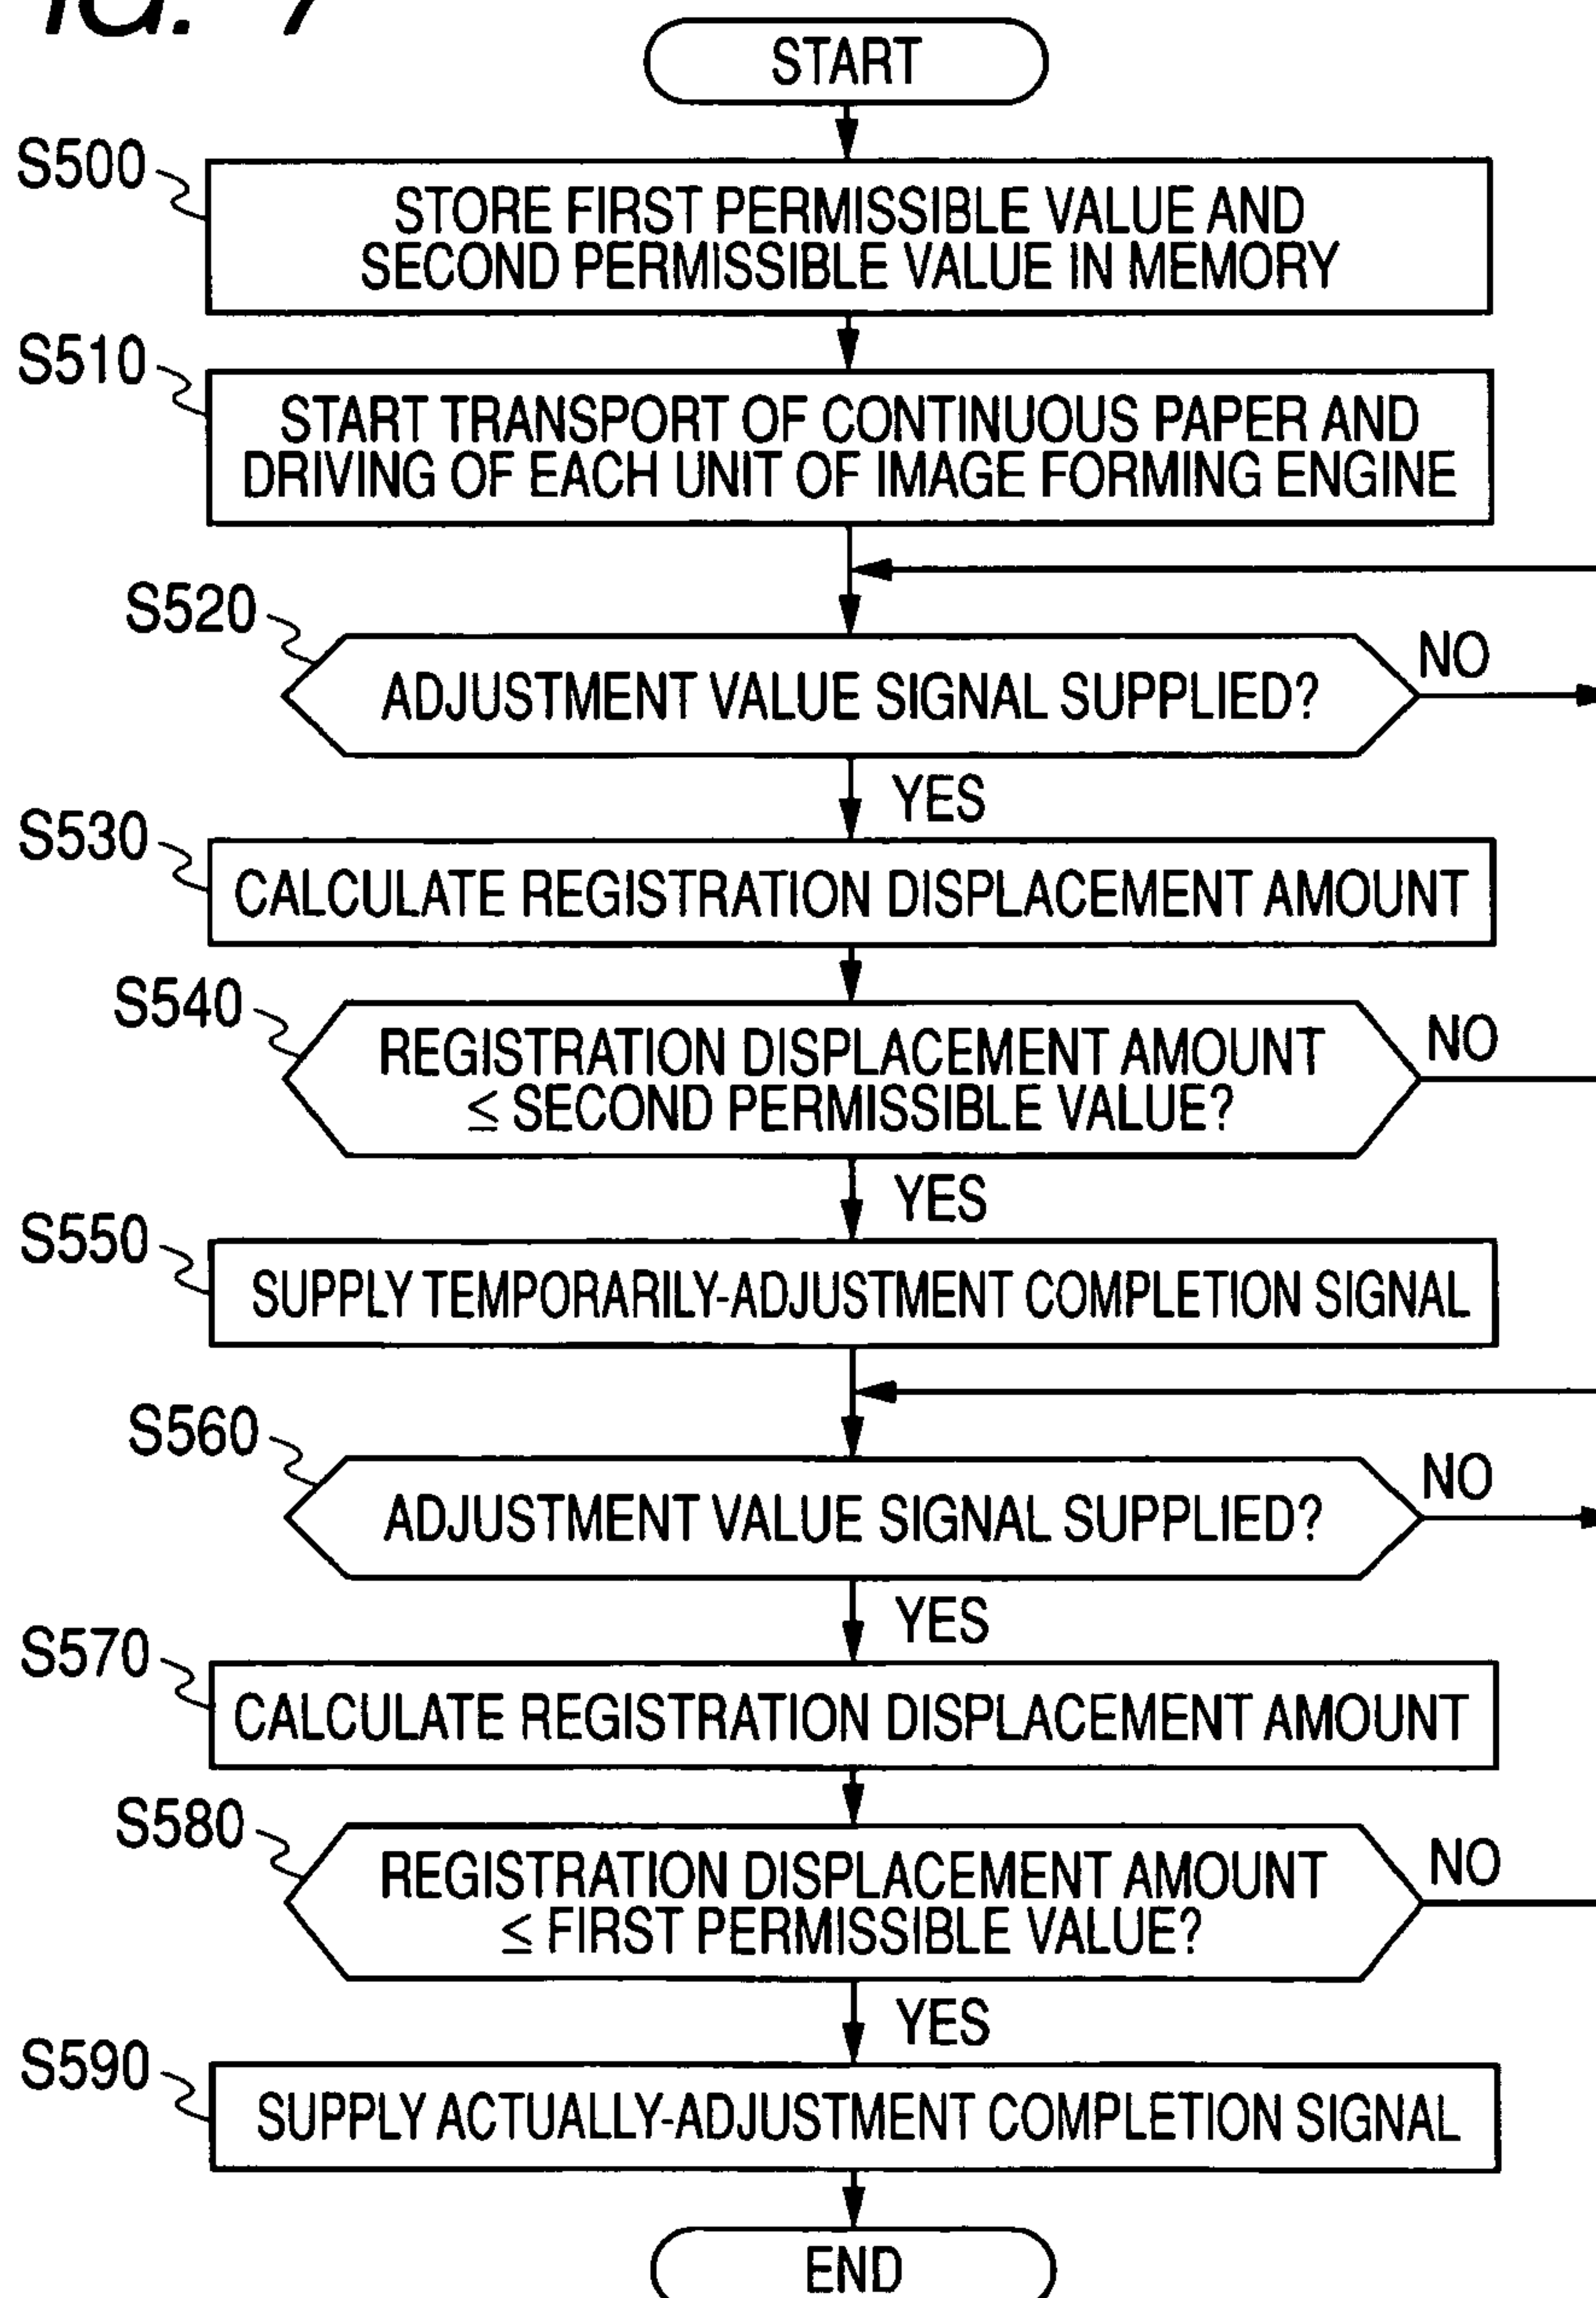 START
S500
STORE FIRST PERMISSIBLE VALUE AND
SECOND PERMISSIBLE VALUE IN MEMORY
S510
START TRANSPORT OF CONTINUOUS PAPER AND
DRIVING OF EACH UNIT OF IMAGE FORMING ENGINE
S520
ADJUSTMENT VALUE SIGNAL SUPPLIED?
NO
YES
S530
CALCULATE REGISTRATION DISPLACEMENT AMOUNT
S540
REGISTRATION DISPLACEMENT AMOUNT
≤ SECOND PERMISSIBLE VALUE?
NO
YES
S550
SUPPLY TEMPORARILY-ADJUSTMENT COMPLETION SIGNAL
S560
ADJUSTMENT VALUE SIGNAL SUPPLIED?
NO
YES
S570
CALCULATE REGISTRATION DISPLACEMENT AMOUNT
S580
REGISTRATION DISPLACEMENT AMOUNT
≤ FIRST PERMISSIBLE VALUE?
NO
YES
S590
SUPPLY ACTUALLY-ADJUSTMENT COMPLETION SIGNAL
END